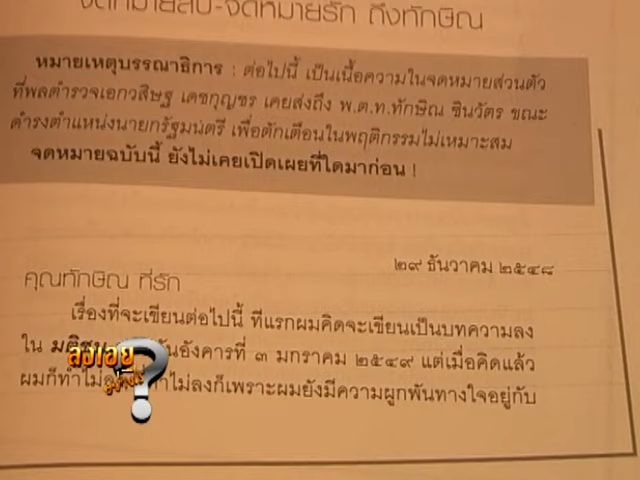 จดหมายลับ-จดหมายรัก ถึงทักษิณ
หมายเหตุบรรณาธิการ : ต่อไปนี้ เป็นเนื้อความในจดหมายส่วนตัว
ที่พลตำรวจเอกวสิษฐ เดชกุญชร เคยส่งถึง พ.ต.ท.ทักษิณ ชินวัตร ขณะ
ดำรงตำแหน่งนายกรัฐมนตรี เพื่อตักเตือนในพฤติกรรมไม่เหมาะสม
จดหมายฉบับนี้ ยังไม่เคยเปิดเผยที่ใดมาก่อน !
๒๙ ธันวาคม ๒๕๔๘
คุณทักษิณ ที่รัก
เรื่องที่จะเขียนต่อไปนี้ ทีแรกผมคิดจะเขียนเป็นบทความลง
ใน วันอังคารที่ ๓ มกราคม ๒๕๔๙ แต่เมื่อคิดแล้ว
ผมก็ทำไม่ลง ทำไม่ลงก็เพราะผมยังมีความผูกพันทางใจอยู่กับ
ลงเอย
?